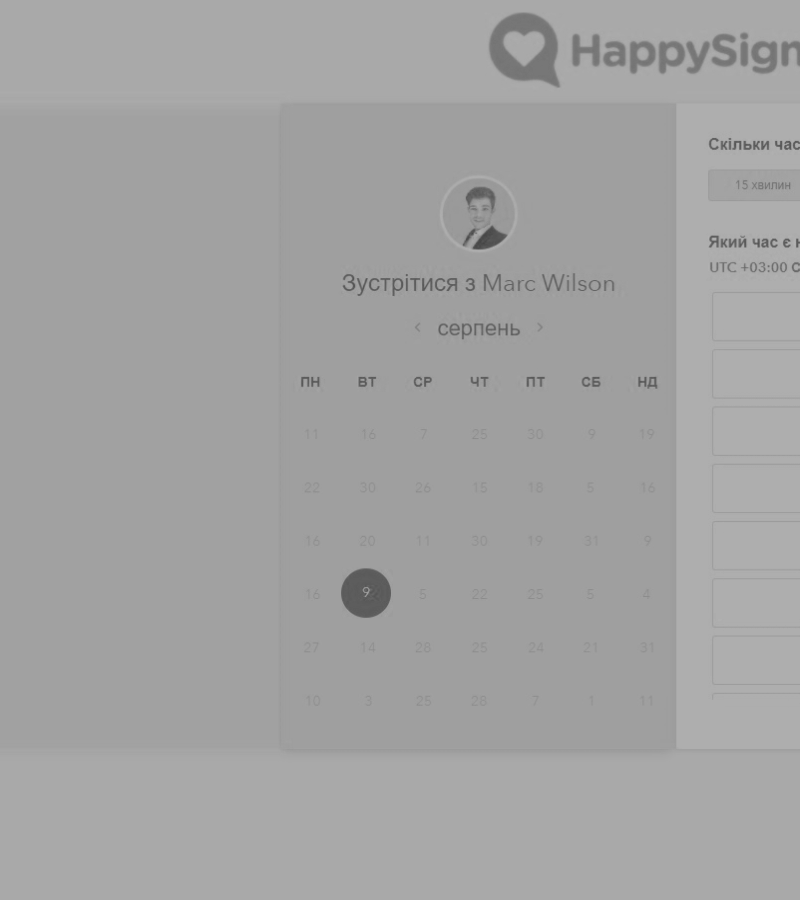 HappySign
Скільки час
15 хвилин
Який час є н
UTC +03:00 С
Зустрітися з Marc Wilson
‹ серпень ›
ПН ВТ СР ЧТ ПТ СБ НД
11 16 7 25 30 9 19
22 30 26 15 18 5 16
16 20 11 30 19 31 9
16 9 5 22 25 5 4
27 14 28 25 24 21 31
10 3 25 28 7 1 11